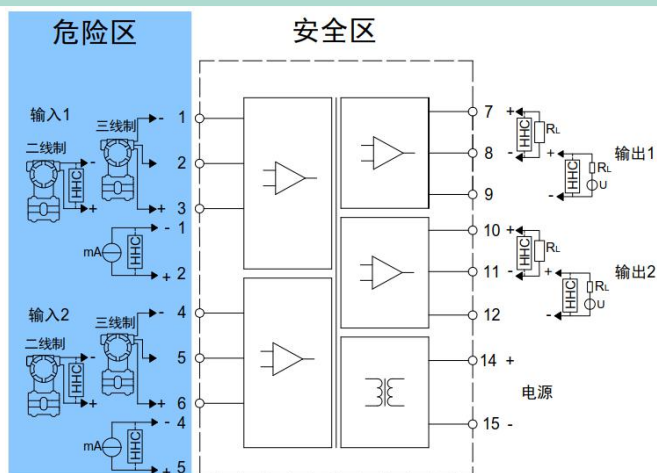 危险区
安全区
输入1
三线制
- 1
二线制
-
HHC
+
2
+ 3
- 1
mA
HHC
+ 2
输入2
三线制
- 4
二线制
-
HHC
+
5
+ 6
- 4
mA
HHC
+ 5
7 +
HHC
RL
8 -
+
HHC
RL
U
-
9
输出1
10 +
HHC
RL
11 -
+
HHC
RL
U
-
12
输出2
14 +
电源
15 -